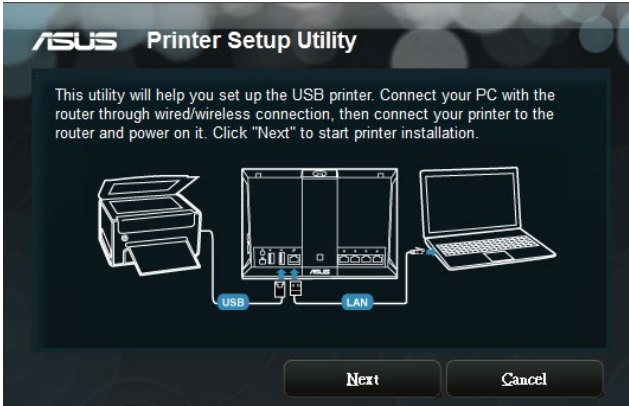 ASUS Printer Setup Utility
This utility will help you set up the USB printer. Connect your PC with the
router through wired/wireless connection, then connect your printer to the
router and power on it. Click "Next" to start printer installation.
ASUS
USB
LAN
Next
Cancel